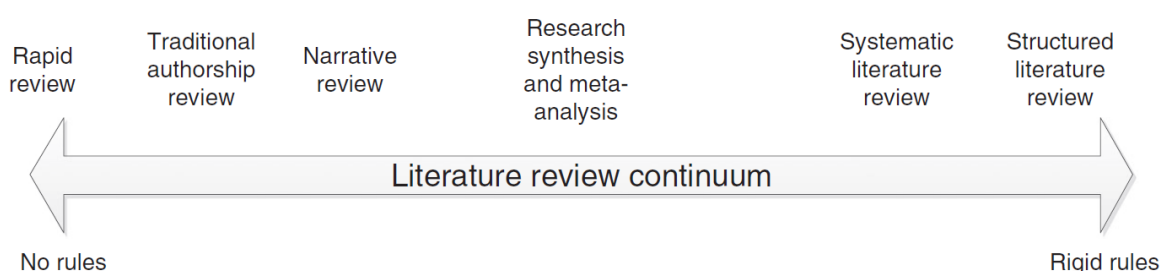 Rapid
review
Traditional
authorship
review
Narrative
review
Research
synthesis
and meta-
analysis
Systematic
literature
review
Structured
literature
review
Literature review continuum
No rules
Rigid rules